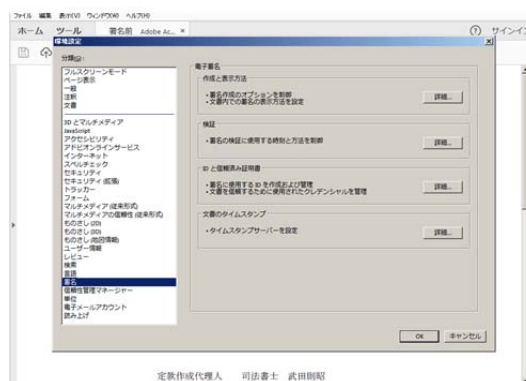 ファイル 編集 表示(V) ウィンドウ(W) ヘルプ(H)
ホーム ツール 署名前 Adobe Ac... × サインイン
環境設定
分類(G):
フルスクリーンモード
ページ表示
一般
注釈
文書
3D とマルチメディア
JavaScript
アクセシビリティ
アドビオンラインサービス
インターネット
スペルチェック
セキュリティ
セキュリティ (拡張)
トラッカー
フォーム
マルチメディア (従来形式)
マルチメディアの信頼性 (従来形式)
ものさし (2D)
ものさし (3D)
ものさし (地図情報)
ユーザー情報
レビュー
検索
言語
署名
信頼性管理マネージャー
単位
電子メールアカウント
読み上げ
電子署名
作成と表示方法
・署名作成のオプションを制御
・文書内での署名の表示方法を設定
詳細...
検証
・署名の検証に使用する時刻と方法を制御
詳細...
ID と信頼済み証明書
・署名に使用する ID を作成および管理
・文書を信頼するために使用されたクレデンシャルを管理
詳細...
文書のタイムスタンプ
・タイムスタンプサーバーを設定
詳細...
OK キャンセル
定款作成代理人 司法書士 武田則昭